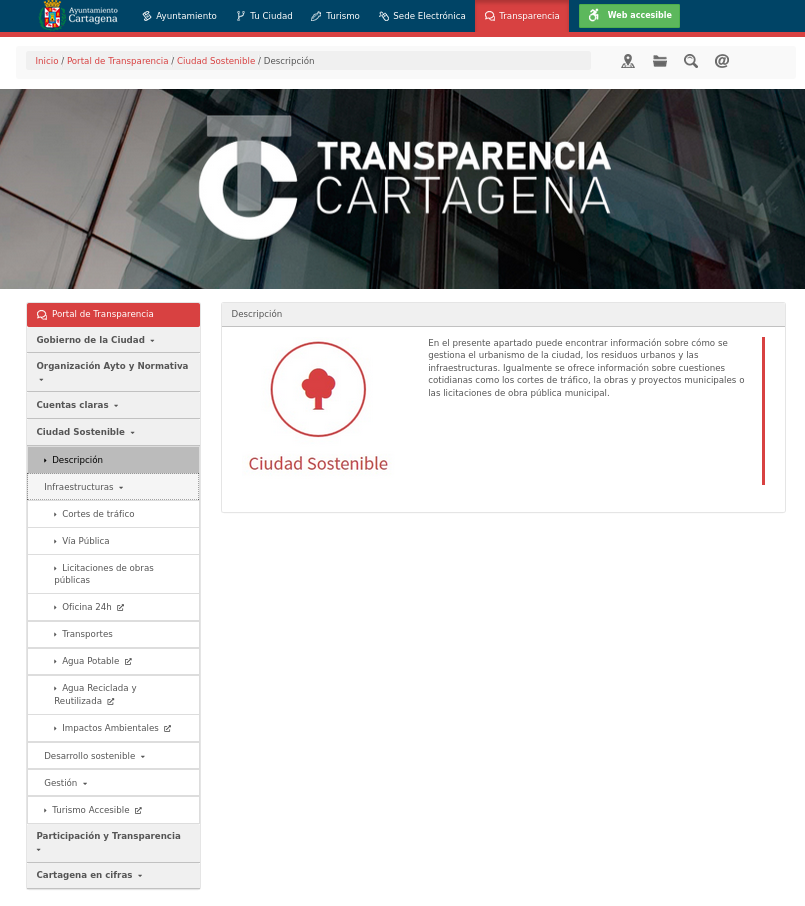 Ayuntamiento
Cartagena
Ayuntamiento
Tu Ciudad
Turismo
Sede Electrónica
Transparencia
Web accesible
Inicio / Portal de Transparencia / Ciudad Sostenible / Descripción
TC
TRANSPARENCIA
CARTAGENA
Portal de Transparencia
Gobierno de la Ciudad
Organización Ayto y Normativa
Cuentas claras
Ciudad Sostenible
Descripción
Infraestructuras
Cortes de tráfico
Vía Pública
Licitaciones de obras
públicas
Oficina 24h
Transportes
Agua Potable
Agua Reciclada y
Reutilizada
Impactos Ambientales
Desarrollo sostenible
Gestión
Turismo Accesible
Participación y Transparencia
Cartagena en cifras
Descripción
Ciudad Sostenible
En el presente apartado puede encontrar información sobre cómo se
gestiona el urbanismo de la ciudad, los residuos urbanos y las
infraestructuras. Igualmente se ofrece información sobre cuestiones
cotidianas como los cortes de tráfico, la obras y proyectos municipales o
las licitaciones de obra pública municipal.